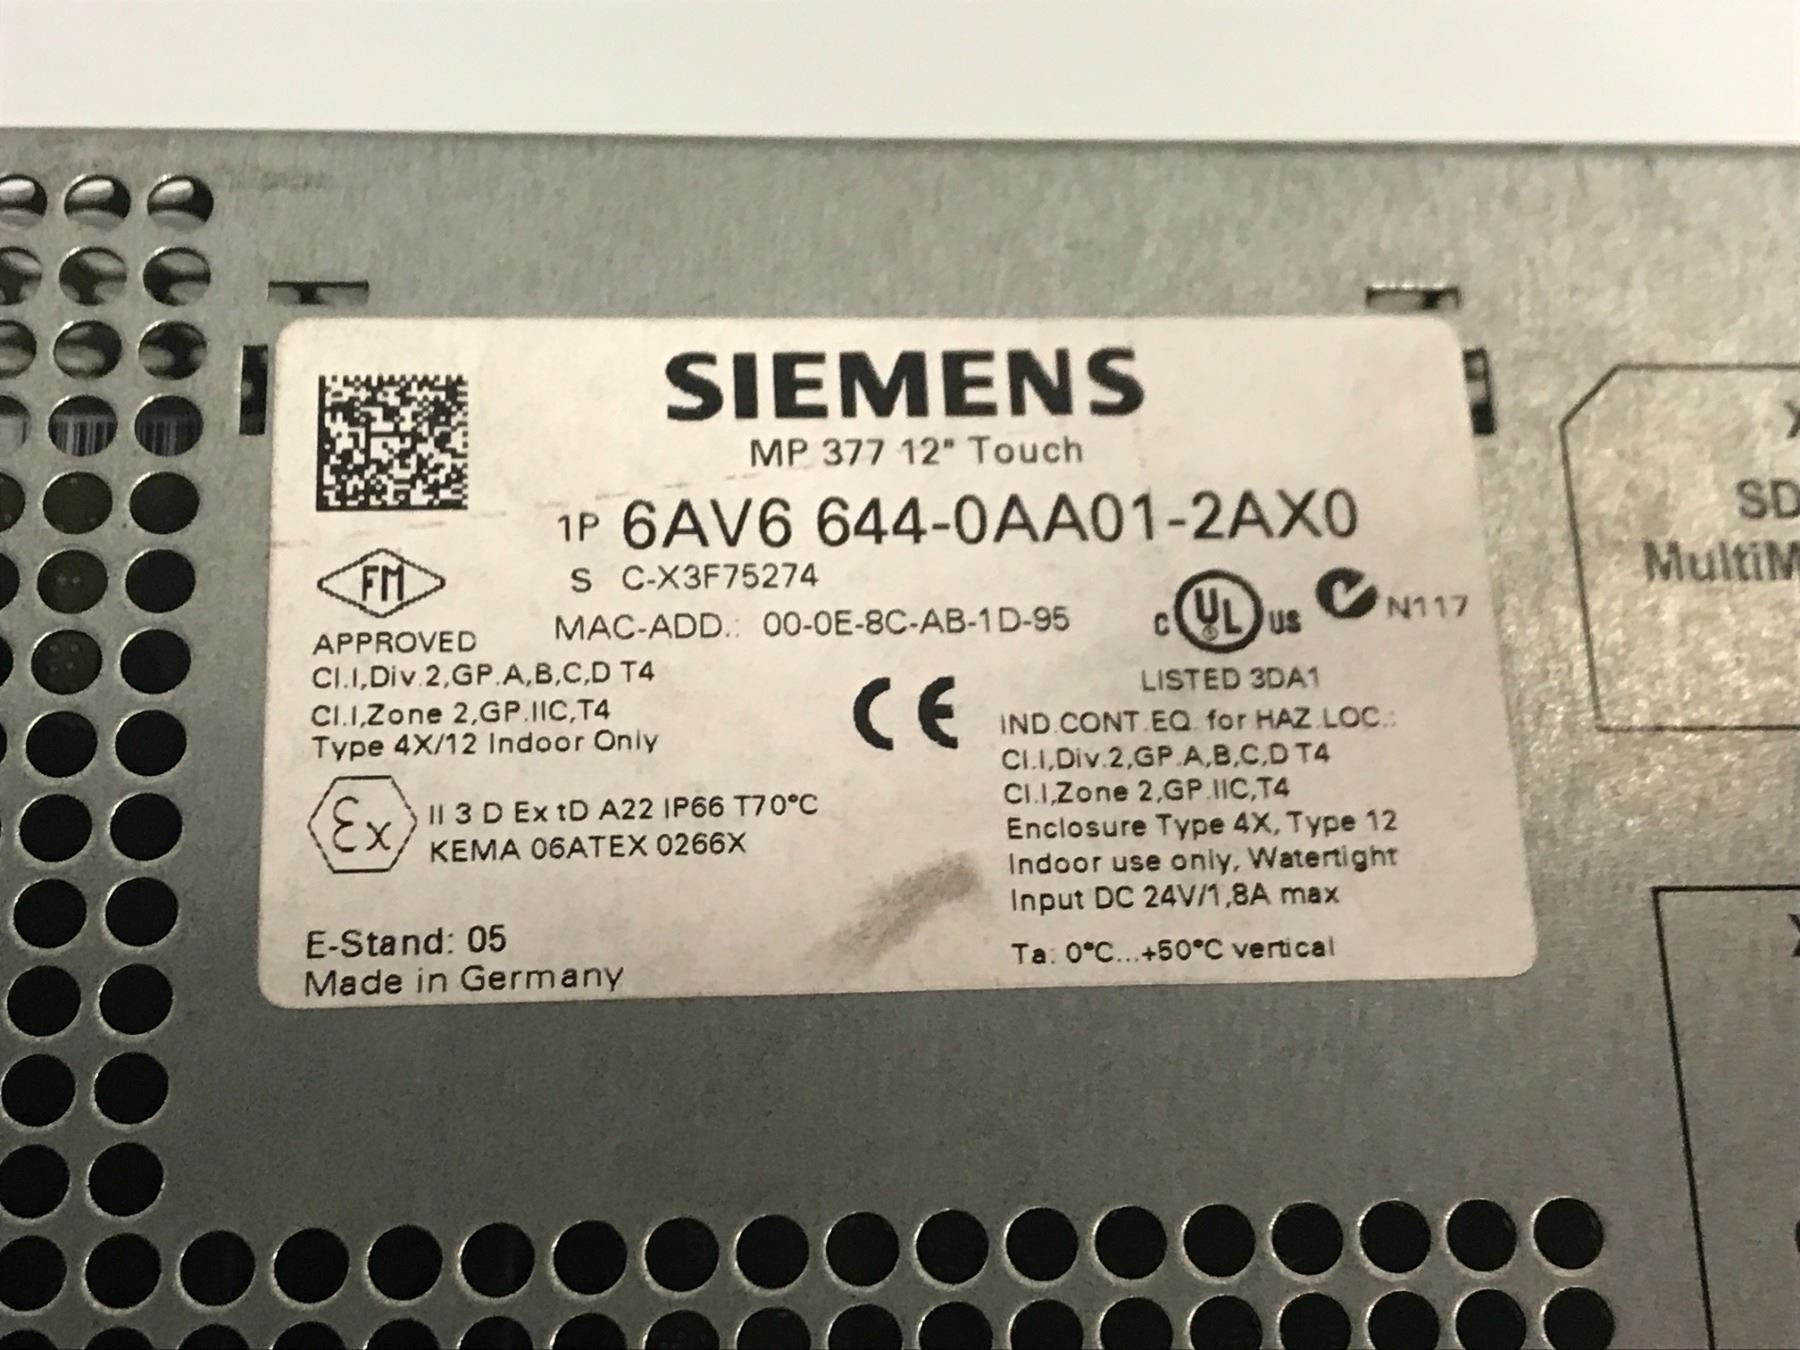 SIEMENS
MP 377 12" Touch
1P 6AV6 644-0AA01-2AX0
S C-X3F75274
MAC-ADD.: 00-0E-8C-AB-1D-95
FM
APPROVED
Cl.I,Div.2,GP.A,B,C,D T4
Cl.I,Zone 2,GP.IIC,T4
Type 4X/12 Indoor Only
Ex II 3 D Ex tD A22 IP66 T70°C
KEMA 06ATEX 0266X
E-Stand: 05
Made in Germany
CE
C UL US N117
LISTED 3DA1
IND.CONT.EQ. for HAZ.LOC.:
Cl.I,Div.2,GP.A,B,C,D T4
Cl.I,Zone 2,GP.IIC,T4
Enclosure Type 4X, Type 12
Indoor use only, Watertight
Input DC 24V/1,8A max
Ta: 0°C...+50°C vertical
X
SD
MultiM